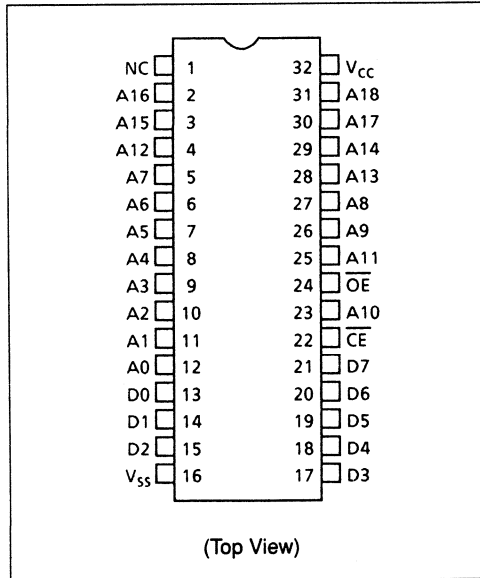 NC 1 32 VCC
A16 2 31 A18
A15 3 30 A17
A12 4 29 A14
A7 5 28 A13
A6 6 27 A8
A5 7 26 A9
A4 8 25 A11
A3 9 24 O̅E̅
A2 10 23 A10
A1 11 22 C̅E̅
A0 12 21 D7
D0 13 20 D6
D1 14 19 D5
D2 15 18 D4
VSS 16 17 D3
(Top View)